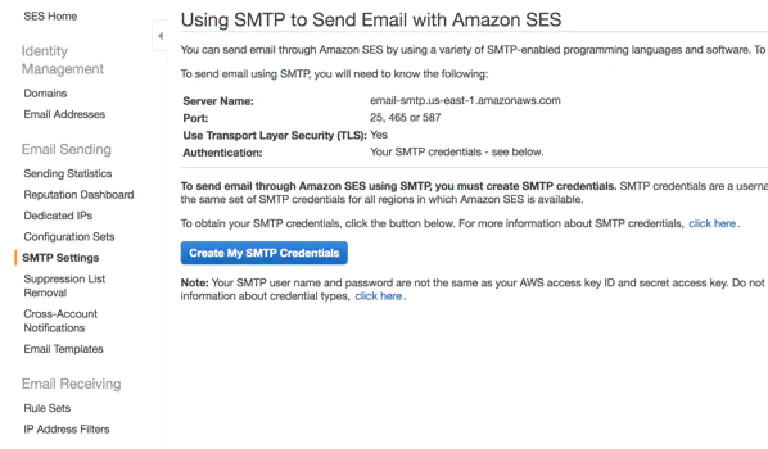 SES Home
Identity
Management
Domains
Email Addresses
Email Sending
Sending Statistics
Reputation Dashboard
Dedicated IPs
Configuration Sets
SMTP Settings
Suppression List
Removal
Cross-Account
Notifications
Email Templates
Email Receiving
Rule Sets
IP Address Filters
Using SMTP to Send Email with Amazon SES
You can send email through Amazon SES by using a variety of SMTP-enabled programming languages and software. To
To send email using SMTP, you will need to know the following:
Server Name: email-smtp.us-east-1.amazonaws.com
Port: 25, 465 or 587
Use Transport Layer Security (TLS): Yes
Authentication: Your SMTP credentials - see below.
To send email through Amazon SES using SMTP, you must create SMTP credentials. SMTP credentials are a userna
the same set of SMTP credentials for all regions in which Amazon SES is available.
To obtain your SMTP credentials, click the button below. For more information about SMTP credentials, click here.
Create My SMTP Credentials
Note: Your SMTP user name and password are not the same as your AWS access key ID and secret access key. Do not
information about credential types, click here.